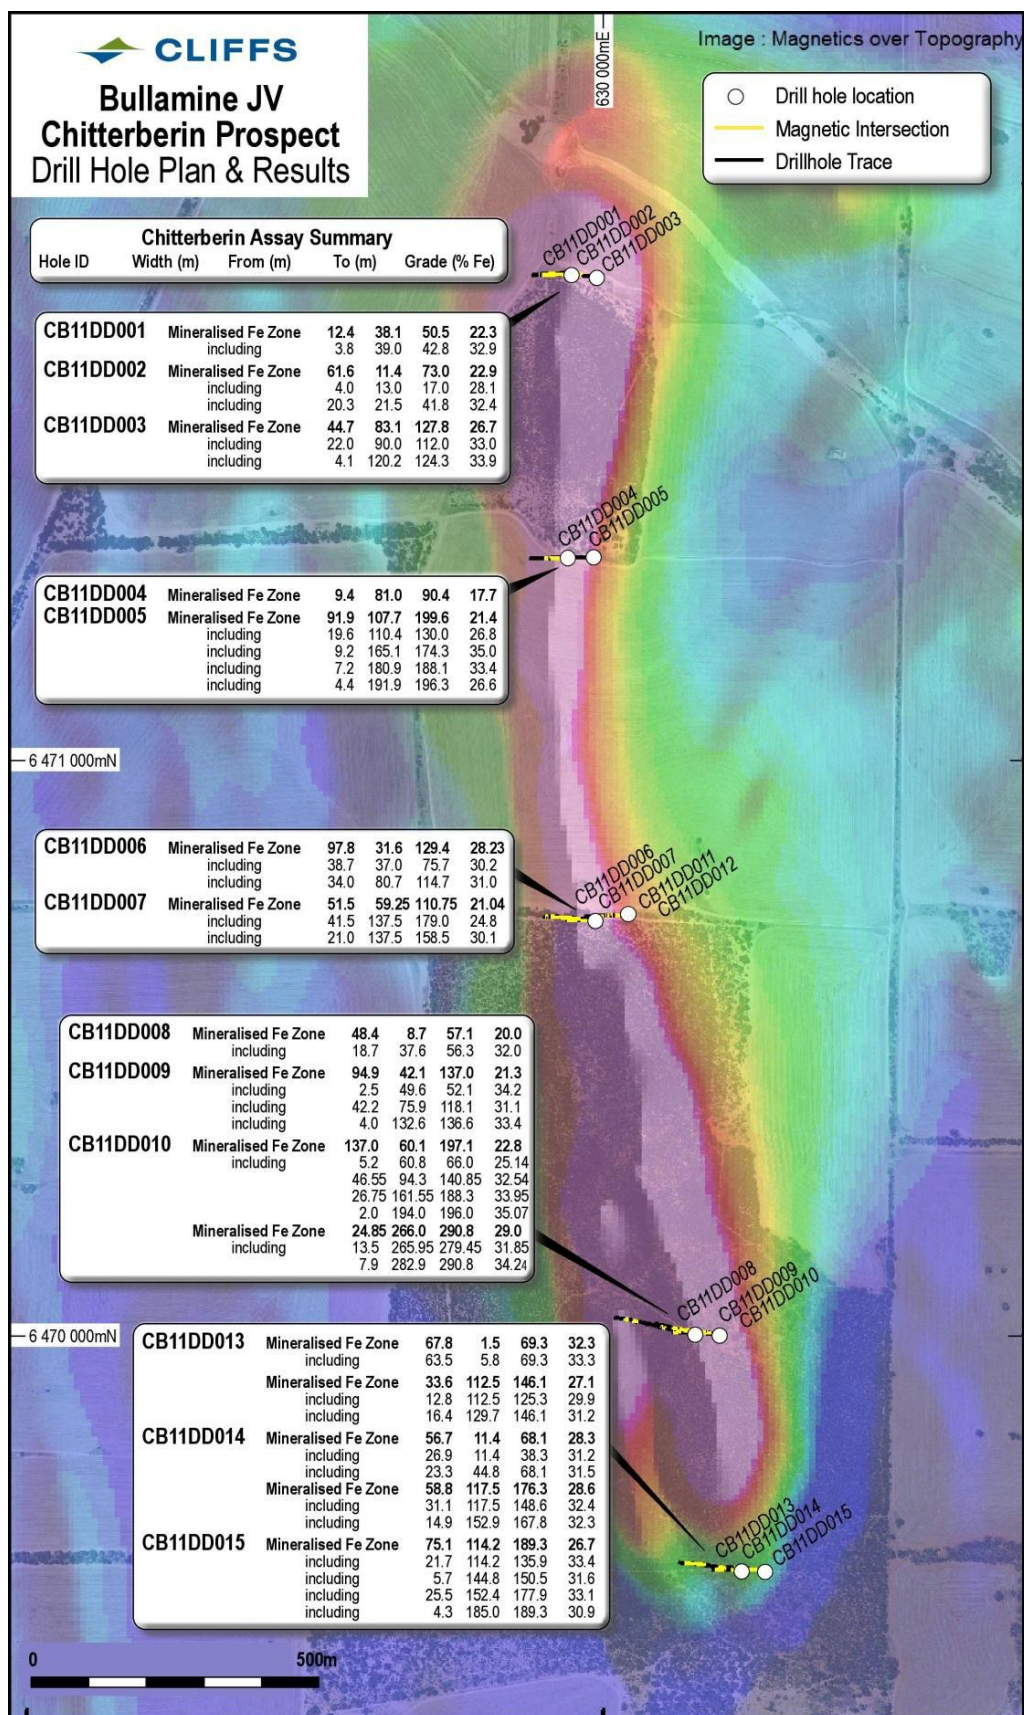 CLIFFS
Bullamine JV
Chitterberin Prospect
Drill Hole Plan & Results
630 000mE
Image : Magnetics over Topography
Drill hole location
Magnetic Intersection
Drillhole Trace
Chitterberin Assay Summary
Hole ID Width (m) From (m) To (m) Grade (% Fe)
CB11DD001
CB11DD002
CB11DD003
CB11DD001 Mineralised Fe Zone 12.4 38.1 50.5 22.3
including 3.8 39.0 42.8 32.9
CB11DD002 Mineralised Fe Zone 61.6 11.4 73.0 22.9
including 4.0 13.0 17.0 28.1
including 20.3 21.5 41.8 32.4
CB11DD003 Mineralised Fe Zone 44.7 83.1 127.8 26.7
including 22.0 90.0 112.0 33.0
including 4.1 120.2 124.3 33.9
CB11DD004
CB11DD005
CB11DD004 Mineralised Fe Zone 9.4 81.0 90.4 17.7
CB11DD005 Mineralised Fe Zone 91.9 107.7 199.6 21.4
including 19.6 110.4 130.0 26.8
including 9.2 165.1 174.3 35.0
including 7.2 180.9 188.1 33.4
including 4.4 191.9 196.3 26.6
6 471 000mN
CB11DD006 Mineralised Fe Zone 97.8 31.6 129.4 28.23
including 38.7 37.0 75.7 30.2
including 34.0 80.7 114.7 31.0
CB11DD007 Mineralised Fe Zone 51.5 59.25 110.75 21.04
including 41.5 137.5 179.0 24.8
including 21.0 137.5 158.5 30.1
CB11DD006
CB11DD007
CB11DD011
CB11DD012
CB11DD008 Mineralised Fe Zone 48.4 8.7 57.1 20.0
including 18.7 37.6 56.3 32.0
CB11DD009 Mineralised Fe Zone 94.9 42.1 137.0 21.3
including 2.5 49.6 52.1 34.2
including 42.2 75.9 118.1 31.1
including 4.0 132.6 136.6 33.4
CB11DD010 Mineralised Fe Zone 137.0 60.1 197.1 22.8
including 5.2 60.8 66.0 25.14
46.55 94.3 140.85 32.54
26.75 161.55 188.3 33.95
2.0 194.0 196.0 35.07
Mineralised Fe Zone 24.85 266.0 290.8 29.0
including 13.5 265.95 279.45 31.85
7.9 282.9 290.8 34.24
CB11DD008
CB11DD009
CB11DD010
6 470 000mN
CB11DD013 Mineralised Fe Zone 67.8 1.5 69.3 32.3
including 63.5 5.8 69.3 33.3
Mineralised Fe Zone 33.6 112.5 146.1 27.1
including 12.8 112.5 125.3 29.9
including 16.4 129.7 146.1 31.2
CB11DD014 Mineralised Fe Zone 56.7 11.4 68.1 28.3
including 26.9 11.4 38.3 31.2
including 23.3 44.8 68.1 31.5
Mineralised Fe Zone 58.8 117.5 176.3 28.6
including 31.1 117.5 148.6 32.4
including 14.9 152.9 167.8 32.3
CB11DD015 Mineralised Fe Zone 75.1 114.2 189.3 26.7
including 21.7 114.2 135.9 33.4
including 5.7 144.8 150.5 31.6
including 25.5 152.4 177.9 33.1
including 4.3 185.0 189.3 30.9
CB11DD013
CB11DD014
CB11DD015
0 500m